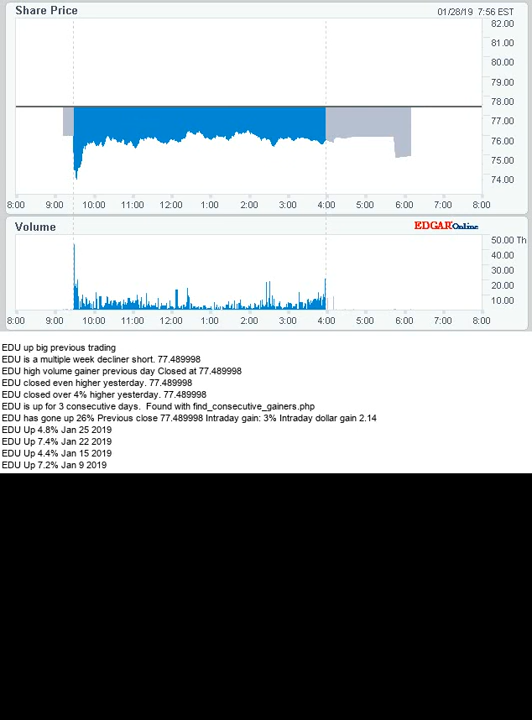 Share Price
01/28/19 7:56 EST
82.00
81.00
80.00
79.00
78.00
77.00
76.00
75.00
74.00
8:00 9:00 10:00 11:00 12:00 1:00 2:00 3:00 4:00 5:00 6:00 7:00 8:00
Volume
EDGAR Online
50.00 Th
40.00
30.00
20.00
10.00
8:00 9:00 10:00 11:00 12:00 1:00 2:00 3:00 4:00 5:00 6:00 7:00 8:00
EDU up big previous trading
EDU is a multiple week decliner short. 77.489998
EDU high volume gainer previous day Closed at 77.489998
EDU closed even higher yesterday. 77.489998
EDU closed over 4% higher yesterday. 77.489998
EDU is up for 3 consecutive days. Found with find_consecutive_gainers.php
EDU has gone up 26% Previous close 77.489998 Intraday gain: 3% Intraday dollar gain 2.14
EDU Up 4.8% Jan 25 2019
EDU Up 7.4% Jan 22 2019
EDU Up 4.4% Jan 15 2019
EDU Up 7.2% Jan 9 2019